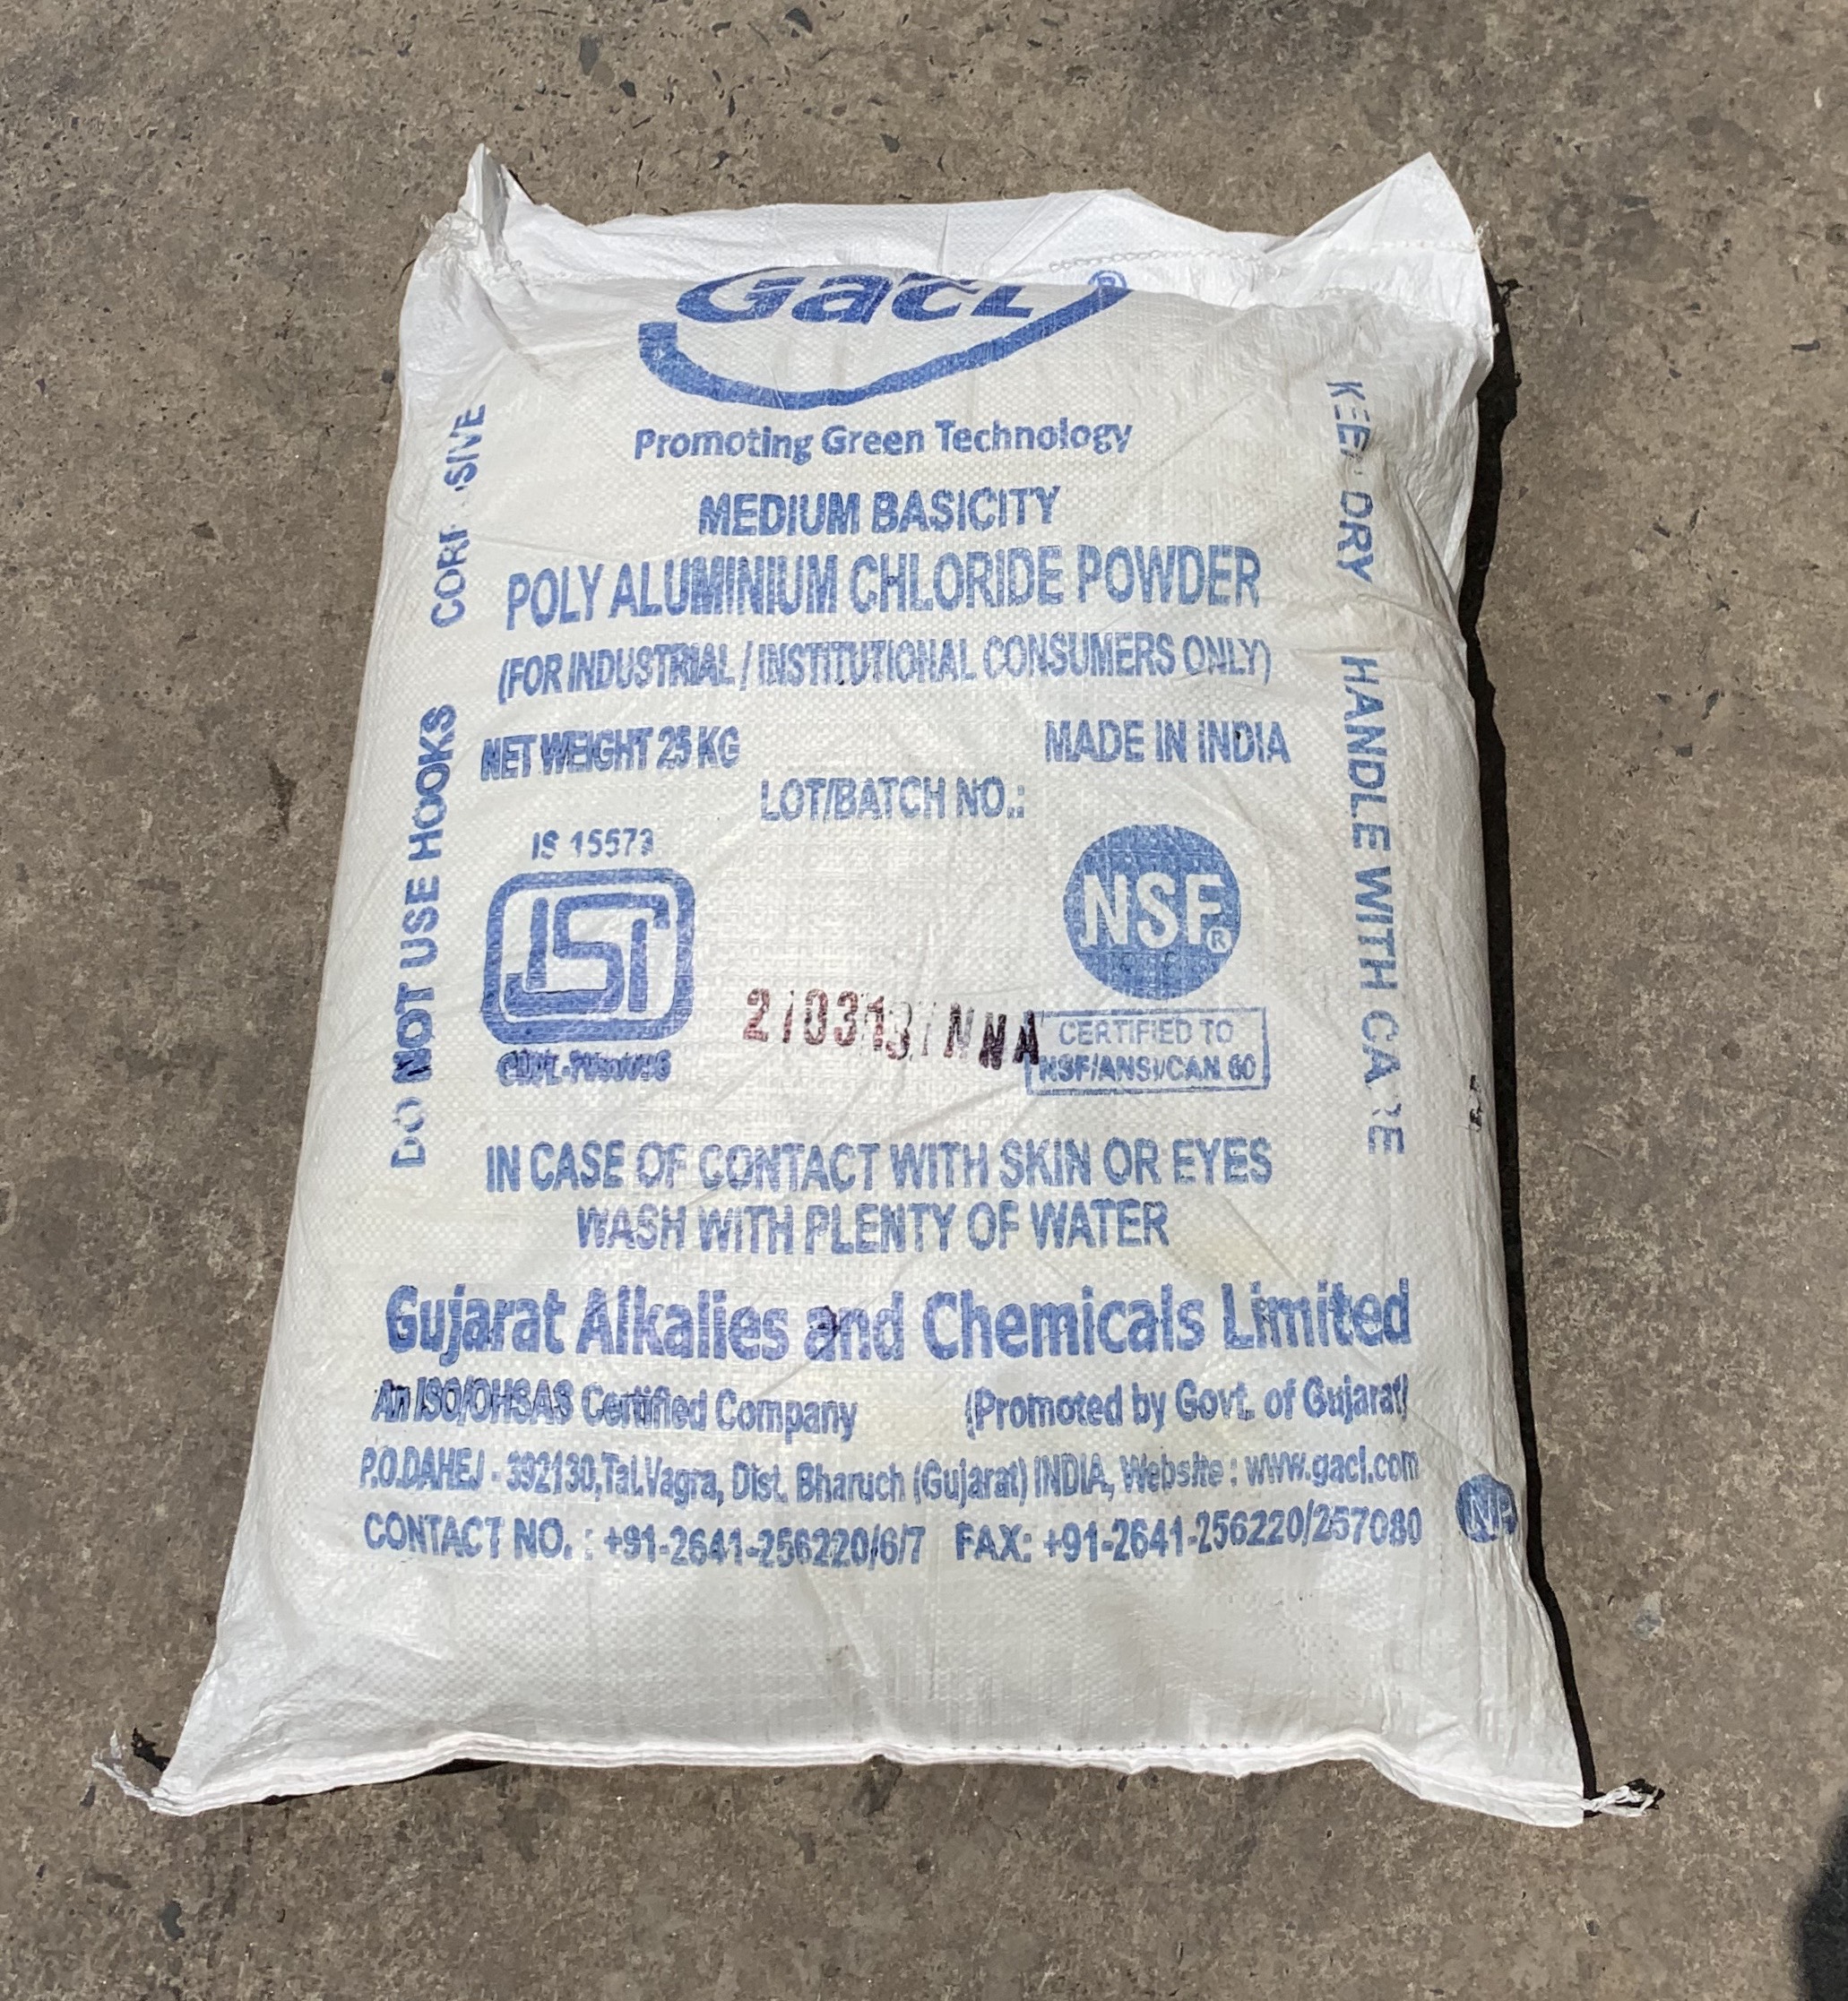 GACL ®
Promoting Green Technology
MEDIUM BASICITY
POLY ALUMINIUM CHLORIDE POWDER
(FOR INDUSTRIAL / INSTITUTIONAL CONSUMERS ONLY)
NET WEIGHT 25 KG
MADE IN INDIA
LOT/BATCH NO.:
IS 15573
ISI
NSF®
CERTIFIED TO
NSF/ANSI/CAN 60
IN CASE OF CONTACT WITH SKIN OR EYES
WASH WITH PLENTY OF WATER
Gujarat Alkalies and Chemicals Limited
An ISO/OHSAS Certified Company
(Promoted by Govt. of Gujarat)
P.O.DAHEJ - 392130,Tal.Vagra, Dist. Bharuch (Gujarat) INDIA, Website : www.gacl.com
CONTACT NO. : +91-2641-256220/6/7 FAX: +91-2641-256220/257080
DO NOT USE HOOKS
CORROSIVE
KEEP DRY
HANDLE WITH CARE